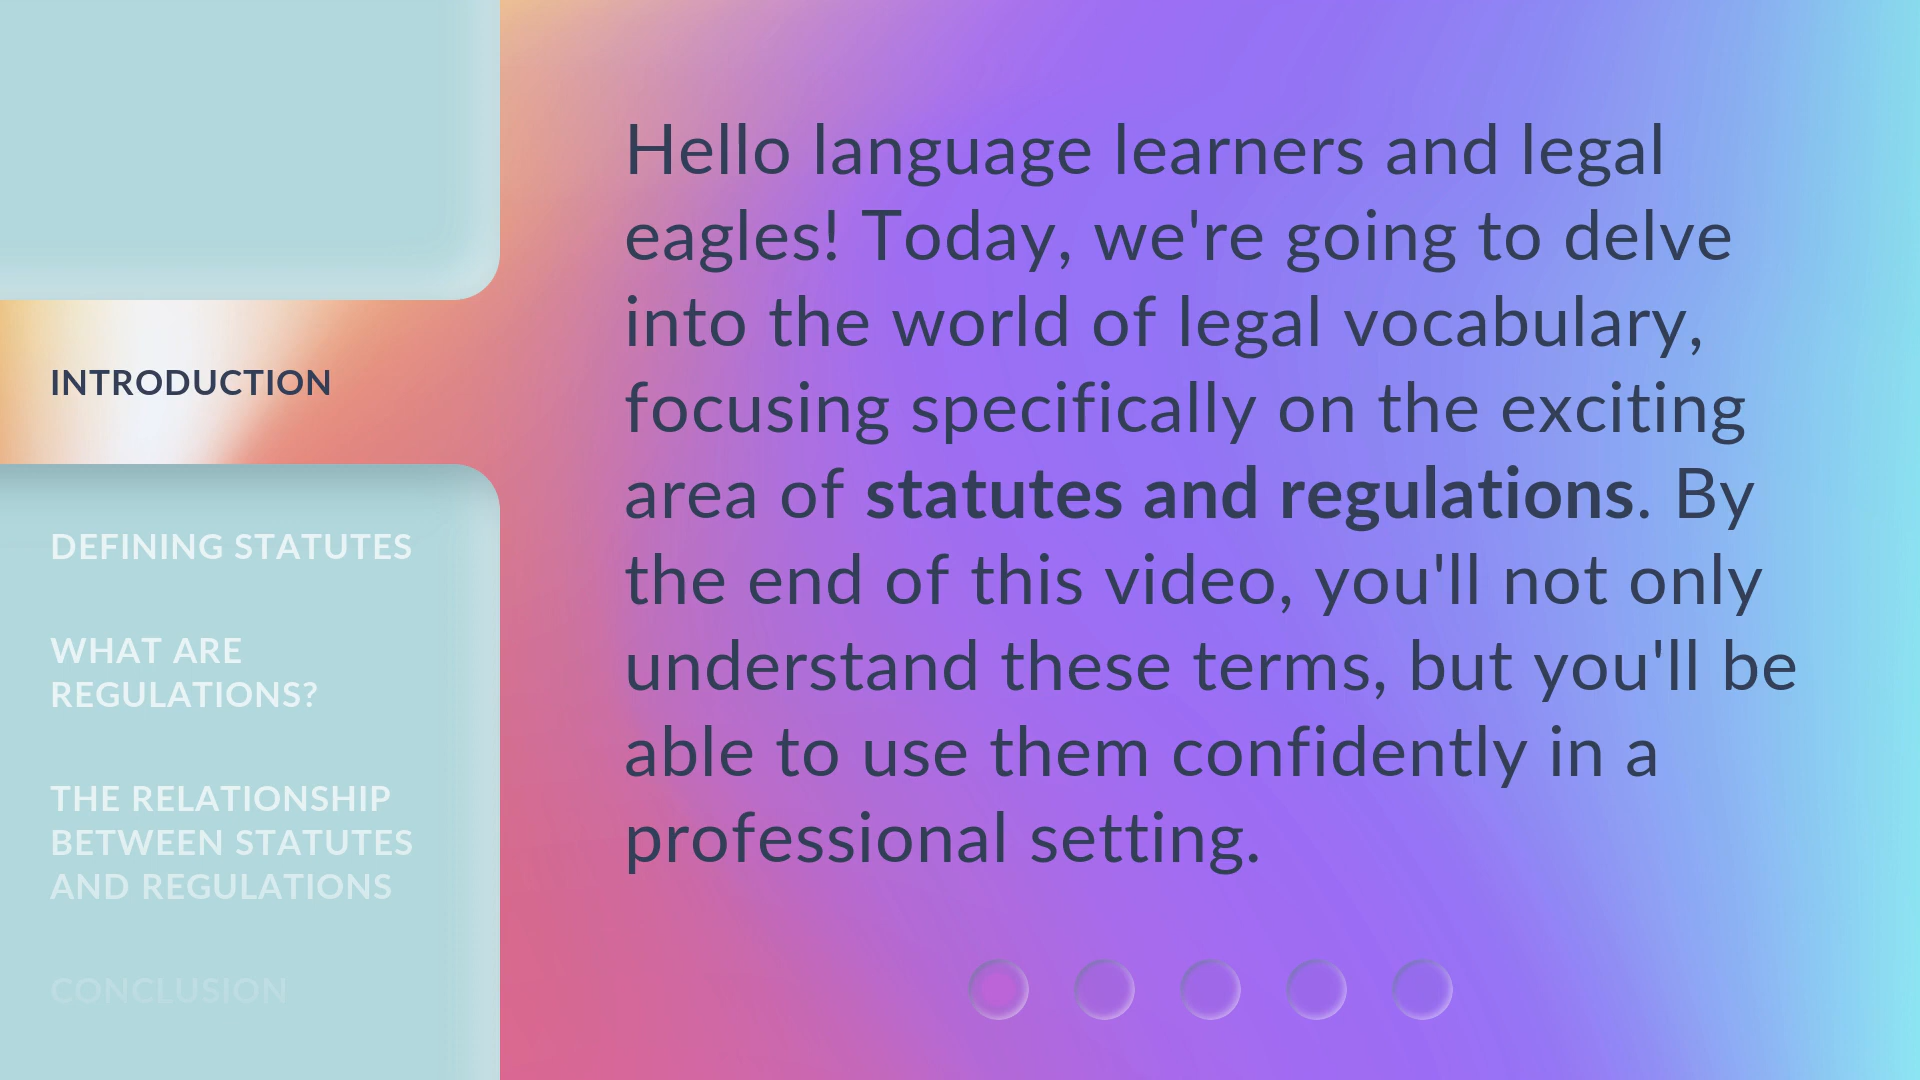 INTRODUCTION
DEFINING STATUTES
WHAT ARE
REGULATIONS?
THE RELATIONSHIP
BETWEEN STATUTES
AND REGULATIONS
CONCLUSION
Hello language learners and legal
eagles! Today, we're going to delve
into the world of legal vocabulary,
focusing specifically on the exciting
area of statutes and regulations. By
the end of this video, you'll not only
understand these terms, but you'll be
able to use them confidently in a
professional setting.